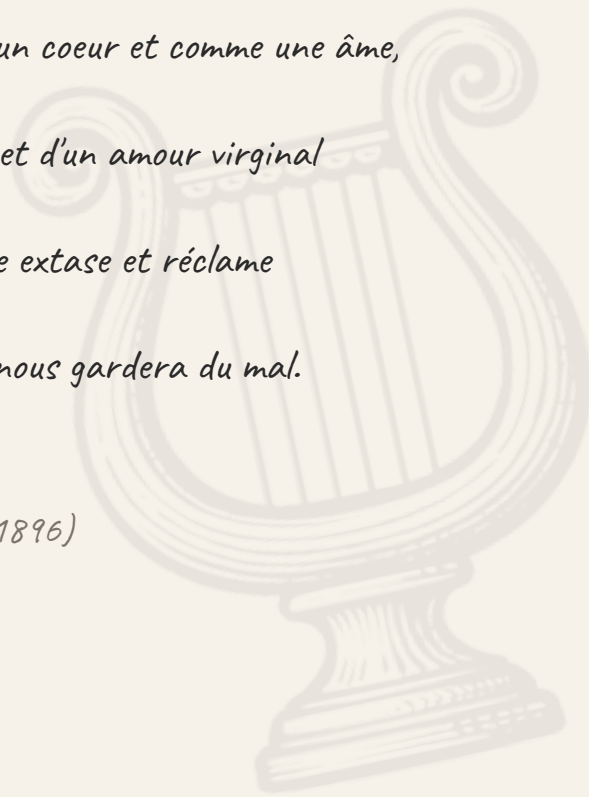 un coeur et comme une âme,
et d'un amour virginal
e extase et réclame
nous gardera du mal.
1896)